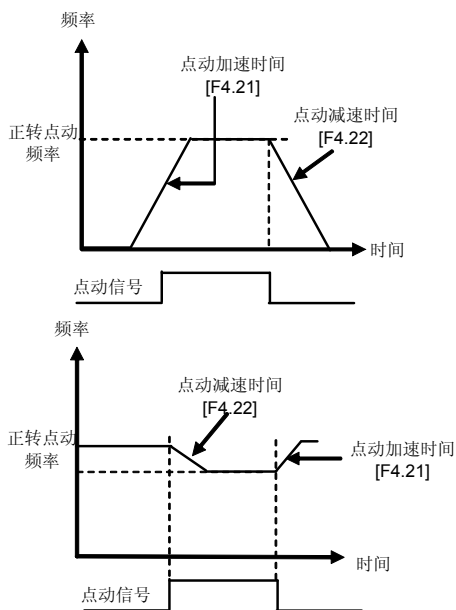 频率
点动加速时间
[F4.21]
点动减速时间
[F4.22]
正转点动
频率
时间
点动信号
频率
点动减速时间
[F4.22]
正转点动
频率
点动加速时间
[F4.21]
时间
点动信号